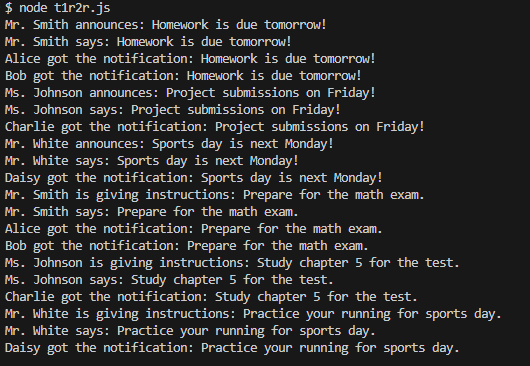 $ node t1r2r.js
Mr. Smith announces: Homework is due tomorrow!
Mr. Smith says: Homework is due tomorrow!
Alice got the notification: Homework is due tomorrow!
Bob got the notification: Homework is due tomorrow!
Ms. Johnson announces: Project submissions on Friday!
Ms. Johnson says: Project submissions on Friday!
Charlie got the notification: Project submissions on Friday!
Mr. White announces: Sports day is next Monday!
Mr. White says: Sports day is next Monday!
Daisy got the notification: Sports day is next Monday!
Mr. Smith is giving instructions: Prepare for the math exam.
Mr. Smith says: Prepare for the math exam.
Alice got the notification: Prepare for the math exam.
Bob got the notification: Prepare for the math exam.
Ms. Johnson is giving instructions: Study chapter 5 for the test.
Ms. Johnson says: Study chapter 5 for the test.
Charlie got the notification: Study chapter 5 for the test.
Mr. White is giving instructions: Practice your running for sports day.
Mr. White says: Practice your running for sports day.
Daisy got the notification: Practice your running for sports day.